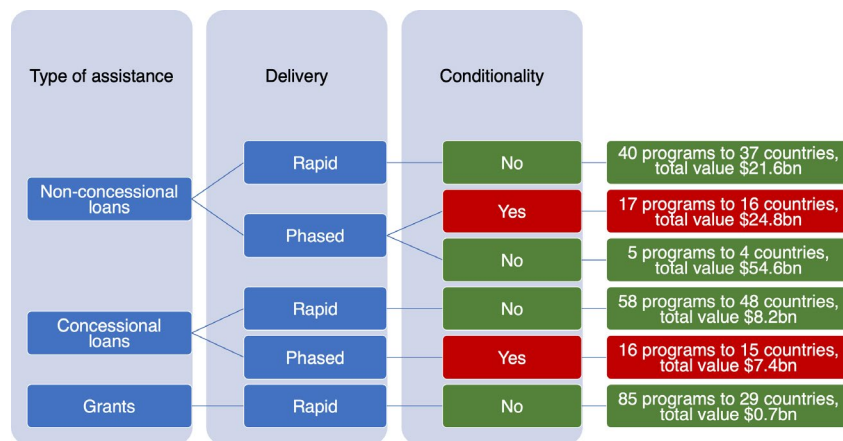 Type of assistance
Delivery
Conditionality
Non-concessional
loans
Rapid
No
40 programs to 37 countries,
total value $21.6bn
Phased
Yes
17 programs to 16 countries,
total value $24.8bn
No
5 programs to 4 countries,
total value $54.6bn
Concessional
loans
Rapid
No
58 programs to 48 countries,
total value $8.2bn
Phased
Yes
16 programs to 15 countries,
total value $7.4bn
Grants
Rapid
No
85 programs to 29 countries,
total value $0.7bn